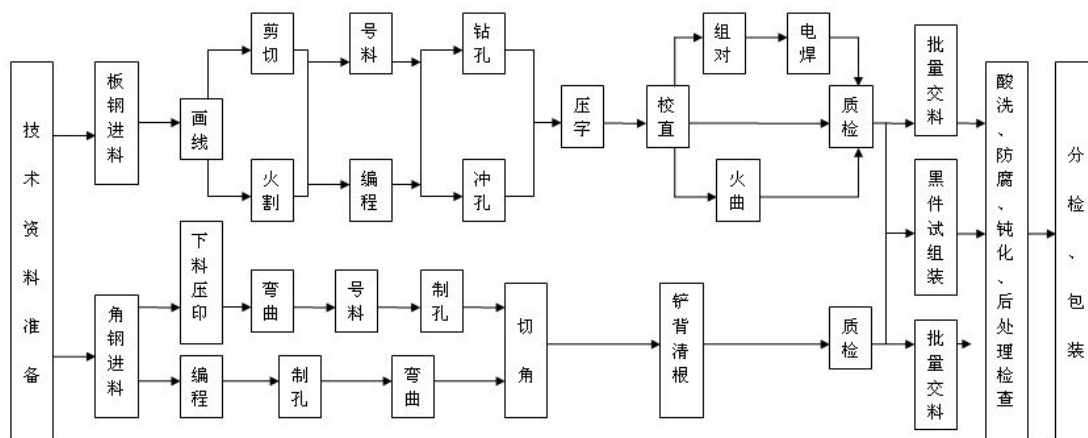 技术资料准备
板钢进料
画线
剪切
火割
号料
编程
钻孔
冲孔
压字
校直
组对
电焊
火曲
质检
批量交料
黑件试组装
角钢进料
下料压印
弯曲
号料
制孔
编程
制孔
弯曲
切角
铲背清根
质检
批量交料
酸洗、防腐、钝化、后处理检查
分检、包装